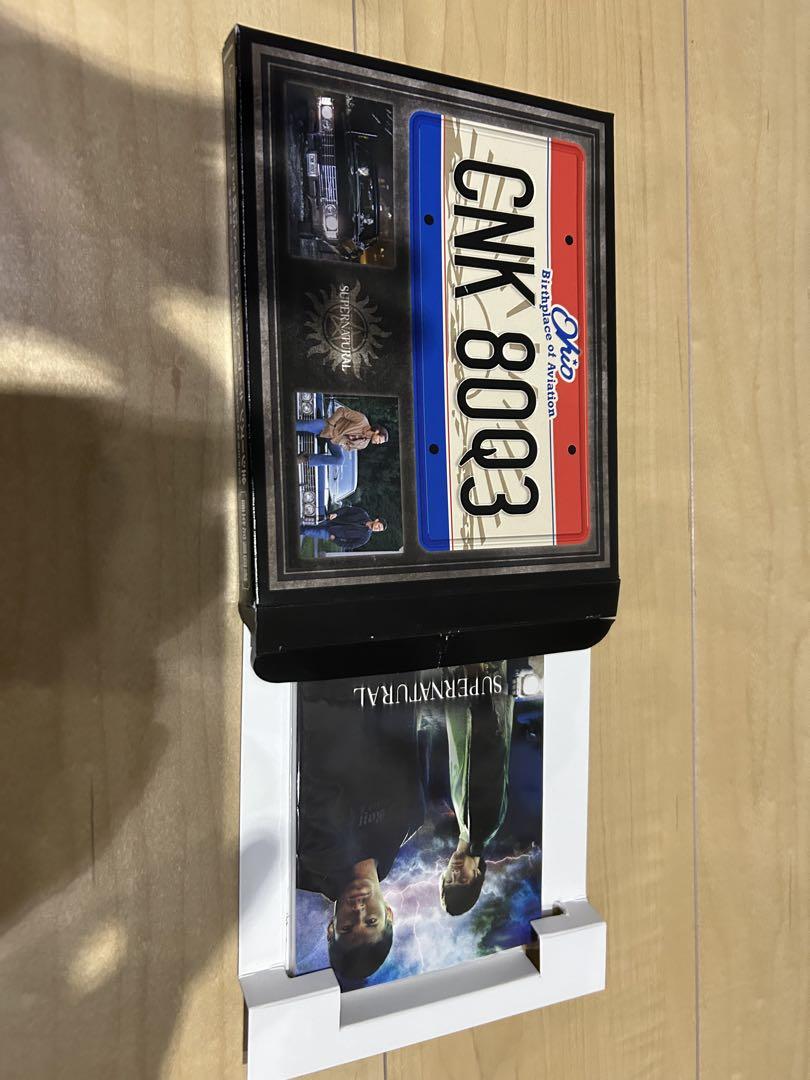 Ohio
Birthplace of Aviation
CNK 80Q3
SUPERNATURAL
SUPERNATURAL